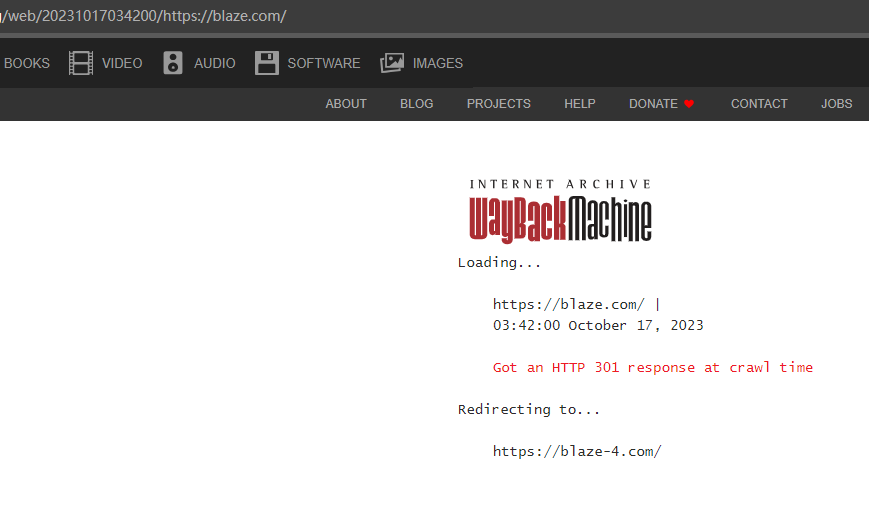 /web/20231017034200/https://blaze.com/
BOOKS VIDEO AUDIO SOFTWARE IMAGES
ABOUT BLOG PROJECTS HELP DONATE CONTACT JOBS
INTERNET ARCHIVE
WayBackMachine
Loading...
https://blaze.com/ |
03:42:00 October 17, 2023
Got an HTTP 301 response at crawl time
Redirecting to...
https://blaze-4.com/